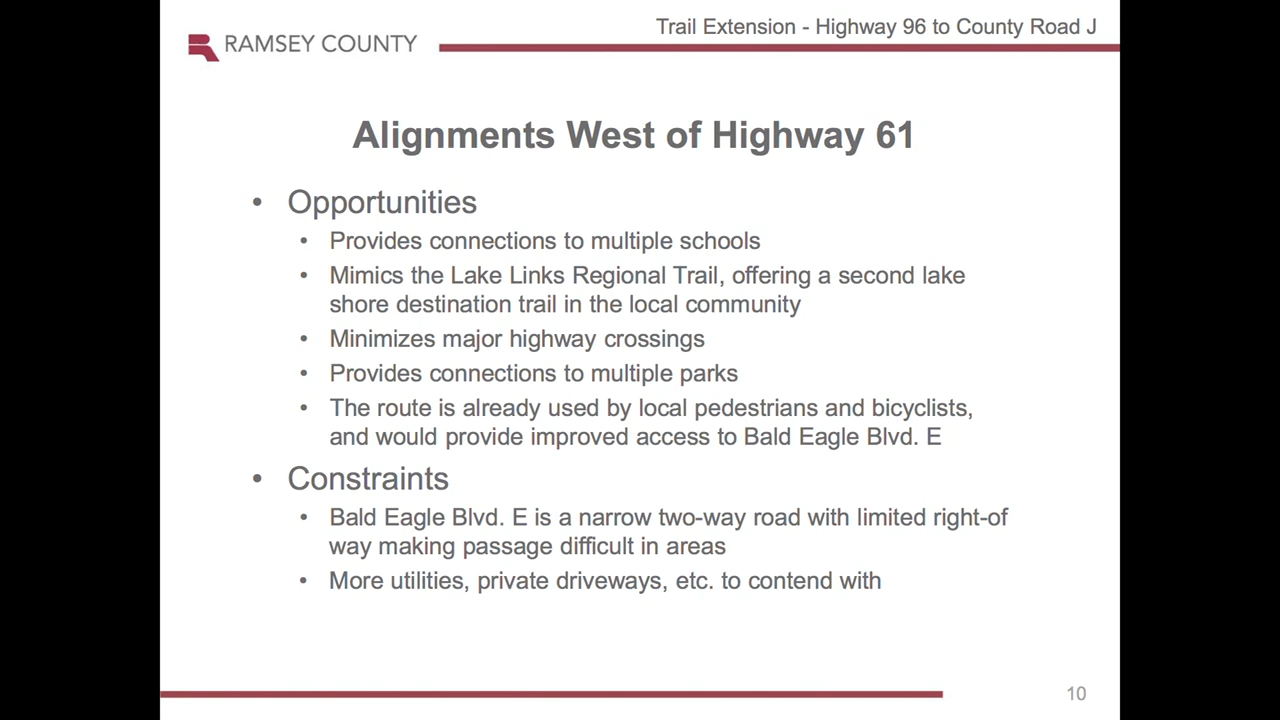 Trail Extension - Highway 96 to County Road J
RAMSEY COUNTY
Alignments West of Highway 61
• Opportunities
• Provides connections to multiple schools
• Mimics the Lake Links Regional Trail, offering a second lake
shore destination trail in the local community
• Minimizes major highway crossings
• Provides connections to multiple parks
• The route is already used by local pedestrians and bicyclists,
and would provide improved access to Bald Eagle Blvd. E
• Constraints
• Bald Eagle Blvd. E is a narrow two-way road with limited right-of
way making passage difficult in areas
• More utilities, private driveways, etc. to contend with
10